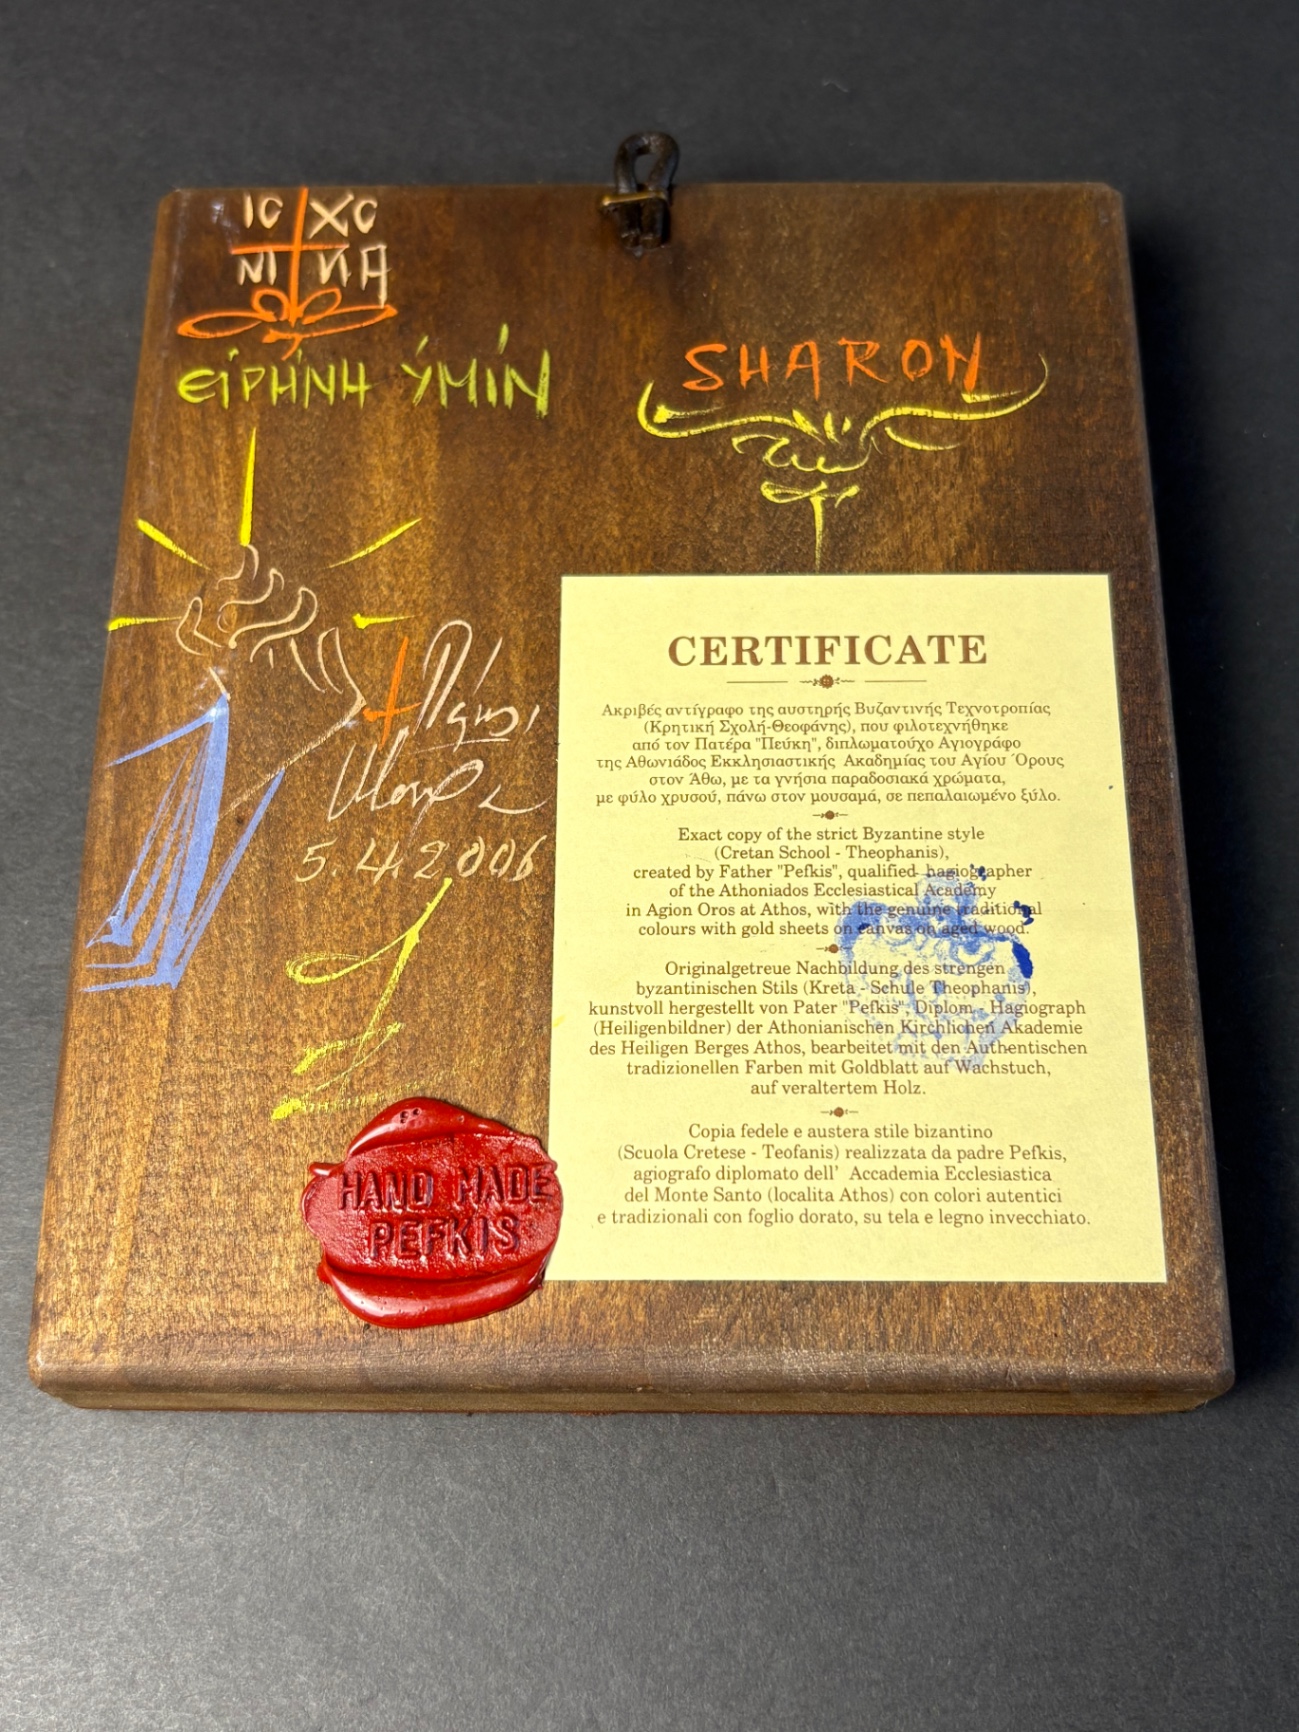 IC XC
NI KA
ΕἰΡΉΝΗ ὙΜΊΝ
SHARON
5.4.2006
HAND MADE
PEFKIS
CERTIFICATE
Ακριβές αντίγραφο της αυστηρής Βυζαντινής Τεχνοτροπίας
(Κρητική Σχολή-Θεοφάνης), που φιλοτεχνήθηκε
από τον Πατέρα "Πεύκη", διπλωματούχο Αγιογράφο
της Αθωνιάδος Εκκλησιαστικής Ακαδημίας του Αγίου Όρους
στον Άθω, με τα γνήσια παραδοσιακά χρώματα,
με φύλο χρυσού, πάνω στον μουσαμά, σε πεπαλαιωμένο ξύλο.
Exact copy of the strict Byzantine style
(Cretan School - Theophanis),
created by Father "Pefkis", qualified hagiographer
of the Athoniados Ecclesiastical Academy
in Agion Oros at Athos, with the genuine traditional
colours with gold sheets on canvas on aged wood.
Originalgetreue Nachbildung des strengen
byzantinischen Stils (Kreta - Schule Theophanis),
kunstvoll hergestellt von Pater "Pefkis", Diplom - Hagiograph
(Heiligenbildner) der Athonianischen Kirchlichen Akademie
des Heiligen Berges Athos, bearbeitet mit den Authentischen
tradizionellen Farben mit Goldblatt auf Wachstuch,
auf veraltertem Holz.
Copia fedele e austera stile bizantino
(Scuola Cretese - Teofanis) realizzata da padre Pefkis,
agiografo diplomato dell' Accademia Ecclesiastica
del Monte Santo (localita Athos) con colori autentici
e tradizionali con foglio dorato, su tela e legno invecchiato.